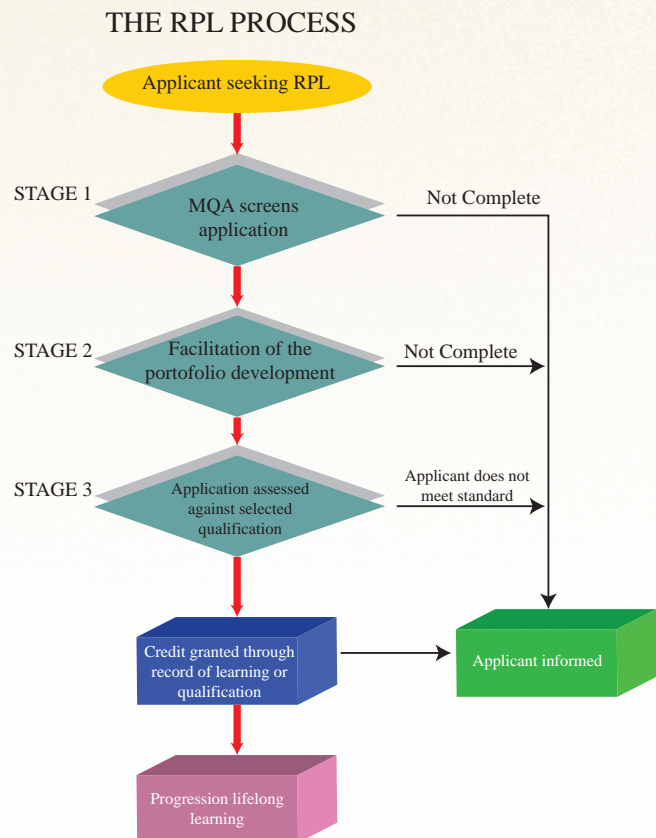 THE RPL PROCESS
Applicant seeking RPL
STAGE 1
MQA screens
application
Not Complete
STAGE 2
Facilitation of the
portofolio development
Not Complete
STAGE 3
Application assessed
against selected
qualification
Applicant does not
meet standard
Credit granted through
record of learning or
qualification
Applicant informed
Progression lifelong
learning